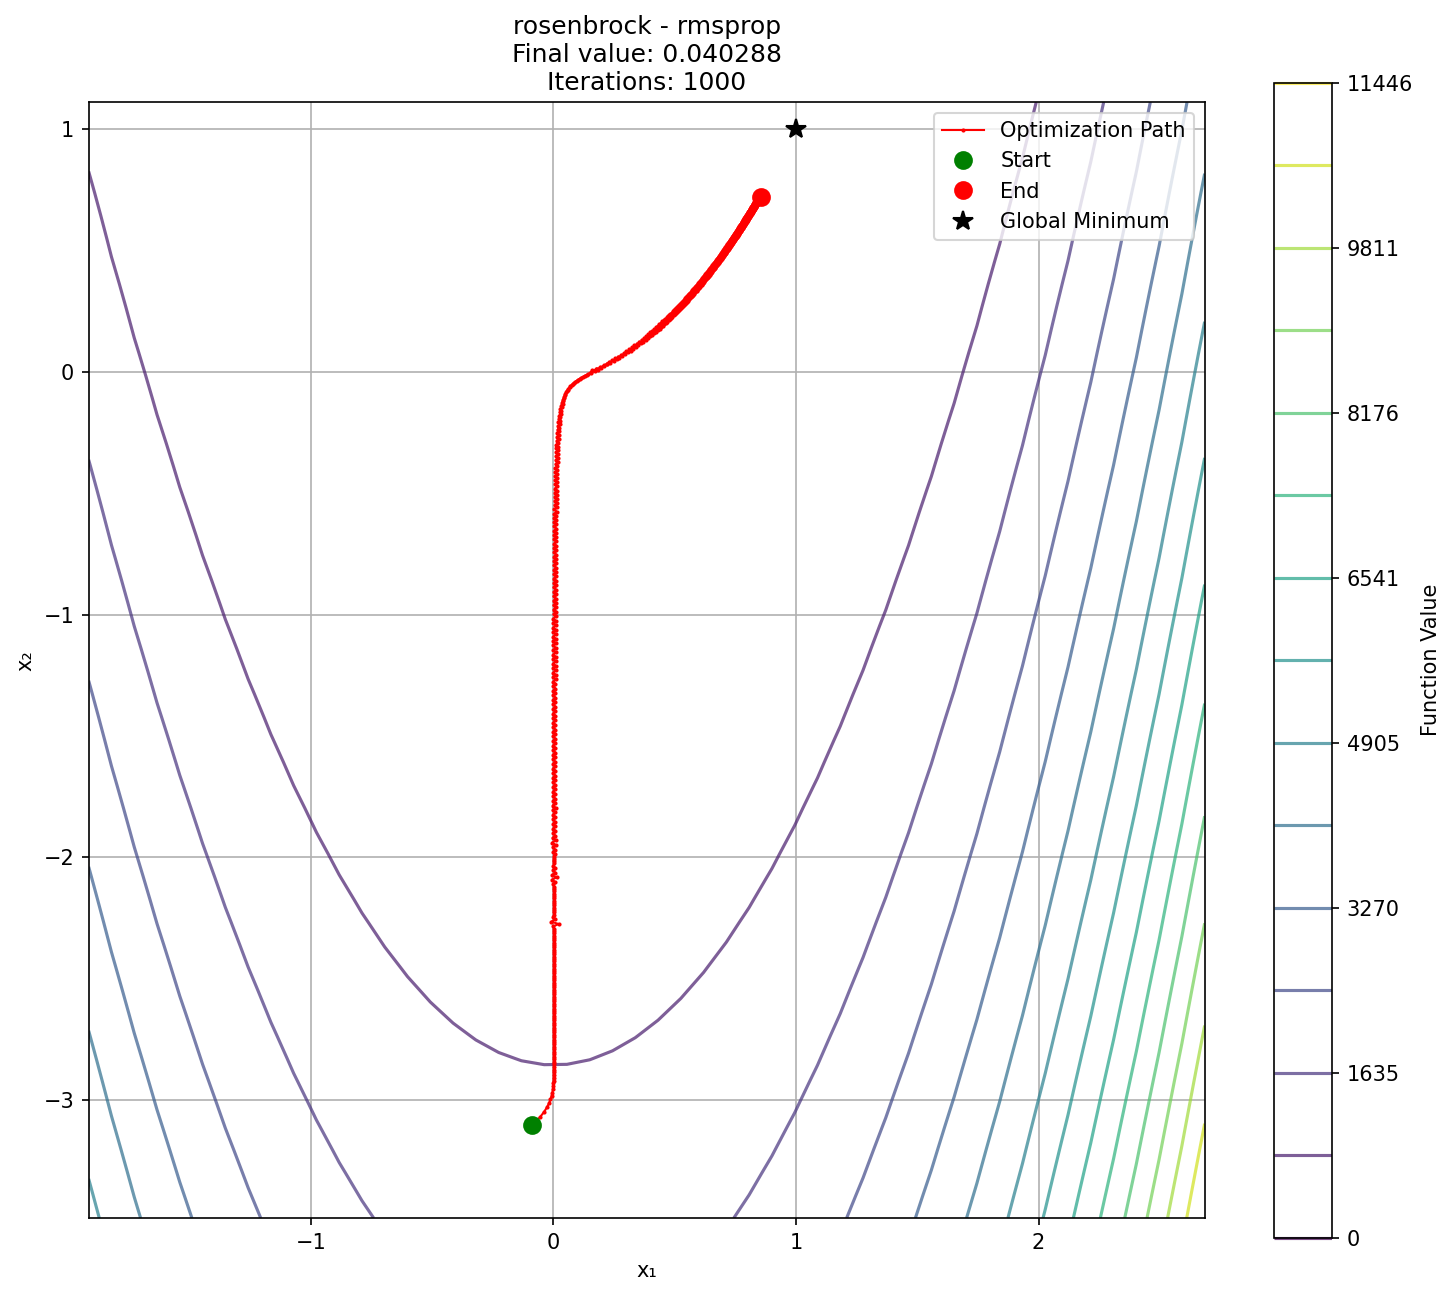 rosenbrock - rmsprop
Final value: 0.040288
Iterations: 1000
Optimization Path
Start
End
Global Minimum
1
0
−1
−2
−3
x₂
−1
0
1
2
x₁
11446
9811
8176
6541
4905
3270
1635
0
Function Value